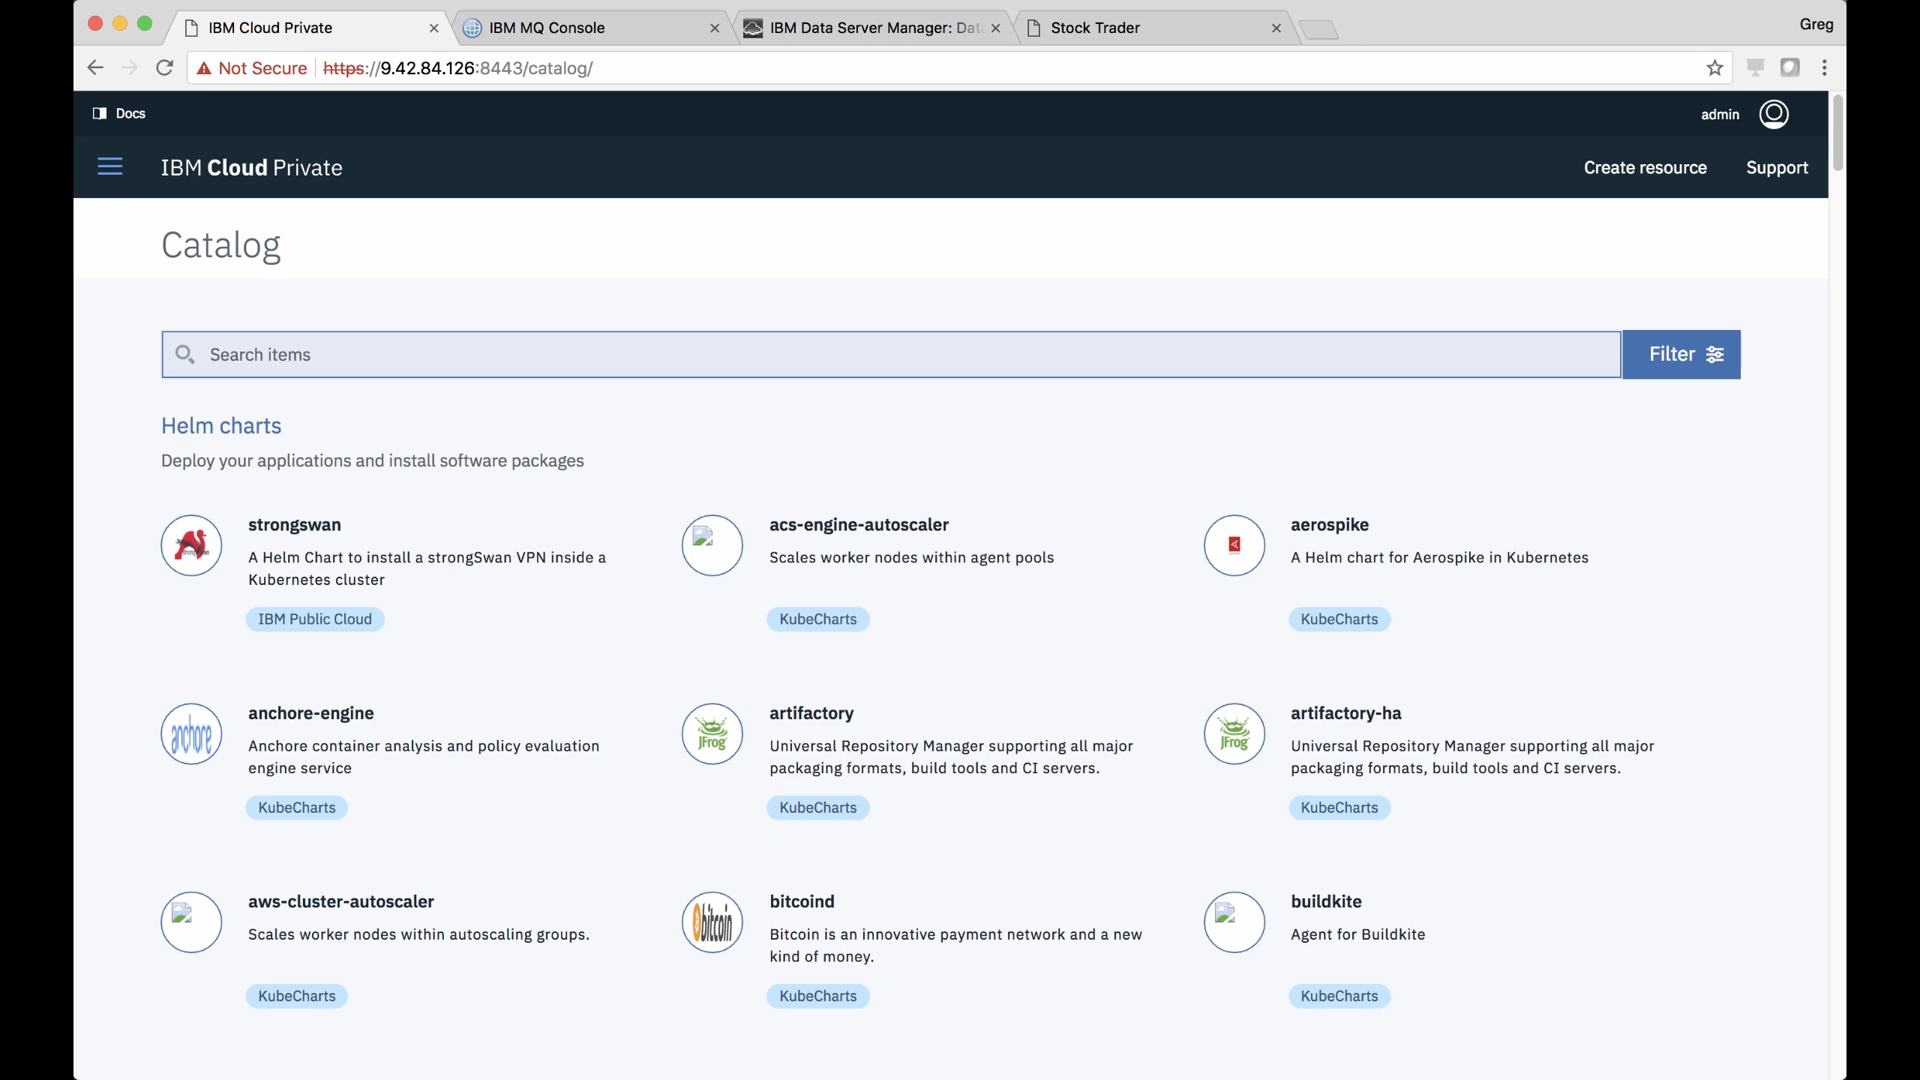 IBM Cloud Private
IBM MQ Console
IBM Data Server Manager: Dat
Stock Trader
Greg
Not Secure
https://9.42.84.126:8443/catalog/
Docs
admin
IBM Cloud Private
Create resource
Support
Catalog
Search items
Filter
Helm charts
Deploy your applications and install software packages
strongswan
A Helm Chart to install a strongSwan VPN inside a
Kubernetes cluster
IBM Public Cloud
acs-engine-autoscaler
Scales worker nodes within agent pools
KubeCharts
aerospike
A Helm chart for Aerospike in Kubernetes
KubeCharts
anchore
anchore-engine
Anchore container analysis and policy evaluation
engine service
KubeCharts
JFrog
artifactory
Universal Repository Manager supporting all major
packaging formats, build tools and CI servers.
KubeCharts
JFrog
artifactory-ha
Universal Repository Manager supporting all major
packaging formats, build tools and CI servers.
KubeCharts
aws-cluster-autoscaler
Scales worker nodes within autoscaling groups.
KubeCharts
bitcoin
bitcoind
Bitcoin is an innovative payment network and a new
kind of money.
KubeCharts
buildkite
Agent for Buildkite
KubeCharts